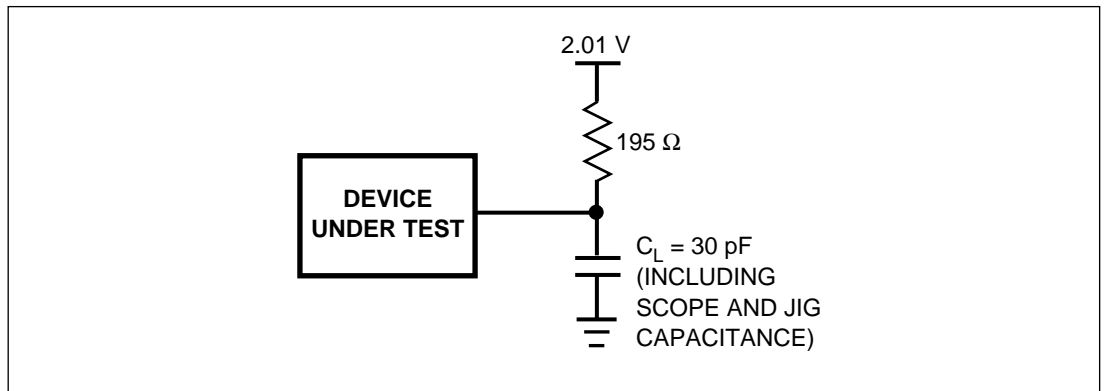 2.01 V
195 Ω
DEVICE
UNDER TEST
C_L = 30 pF
(INCLUDING
SCOPE AND JIG
CAPACITANCE)